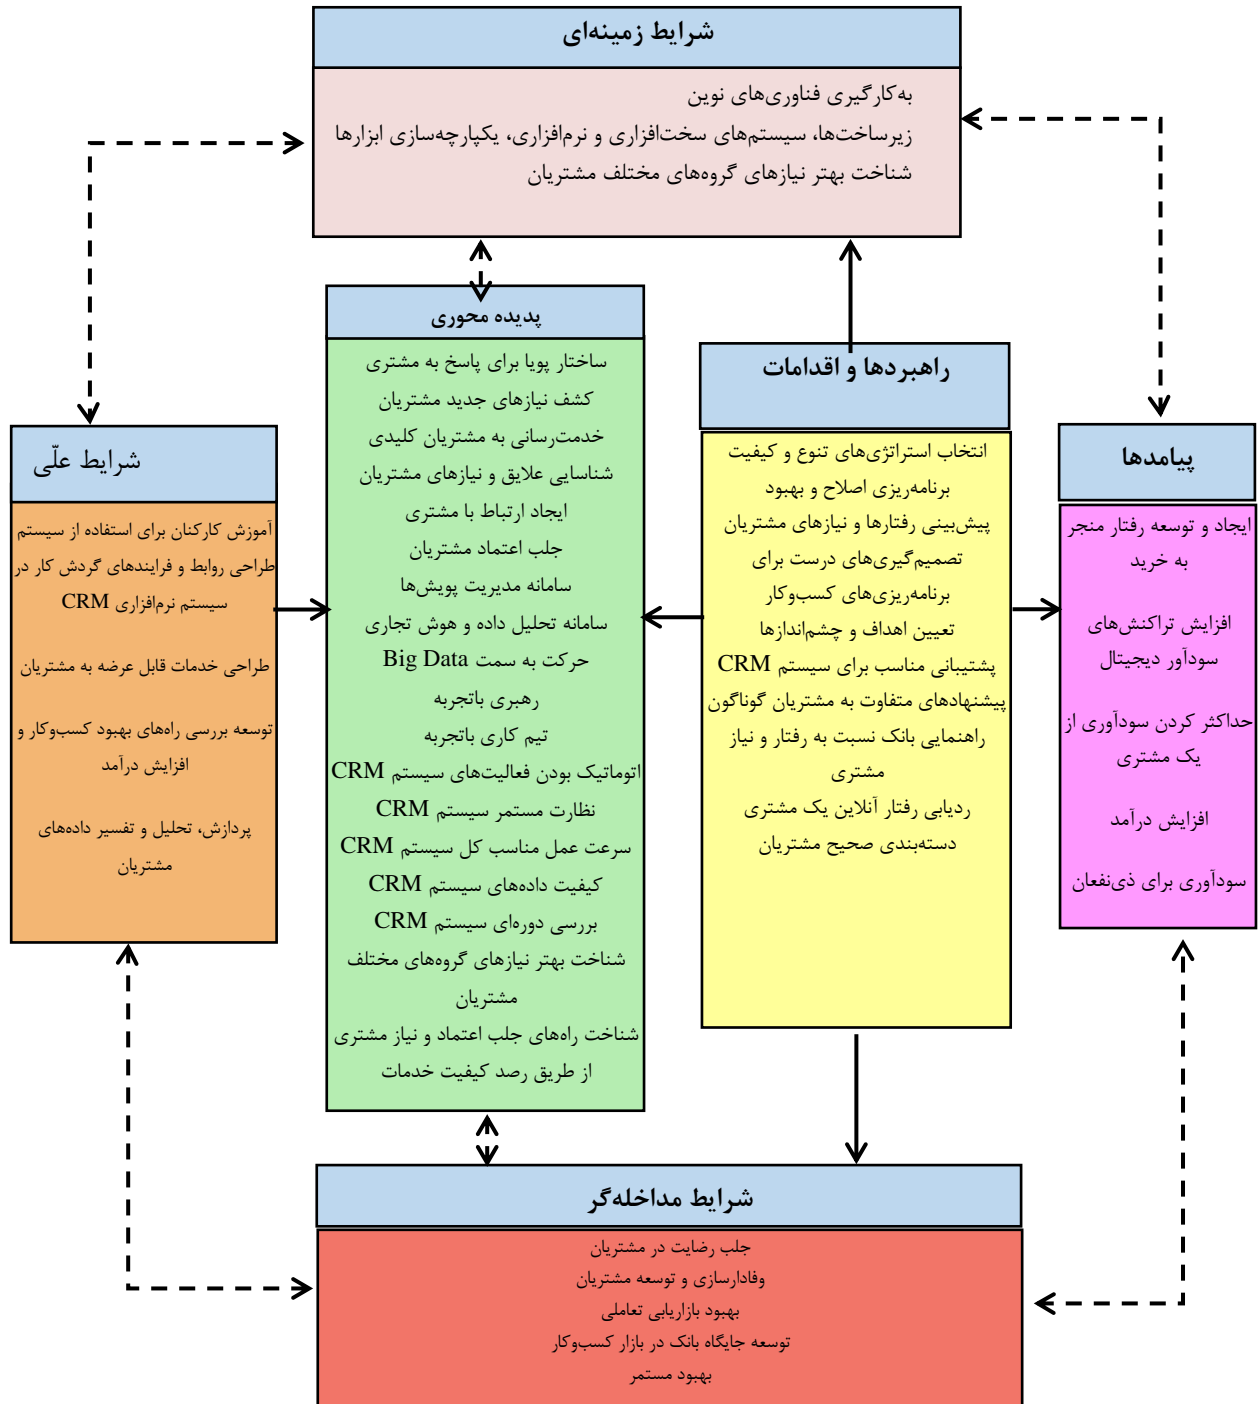 شرایط زمینه‌ای
به‌کارگیری فناوری‌های نوین
زیرساخت‌ها، سیستم‌های سخت‌افزاری و نرم‌افزاری، یکپارچه‌سازی ابزارها
شناخت بهتر نیازهای گروه‌های مختلف مشتریان
شرایط علّی
آموزش کارکنان برای استفاده از سیستم
طراحی روابط و فرایندهای گردش کار در
سیستم نرم‌افزاری CRM
طراحی خدمات قابل عرضه به مشتریان
توسعه بررسی راه‌های بهبود کسب‌وکار و
افزایش درآمد
پردازش، تحلیل و تفسیر داده‌های
مشتریان
پدیده محوری
ساختار پویا برای پاسخ به مشتری
کشف نیازهای جدید مشتریان
خدمت‌رسانی به مشتریان کلیدی
شناسایی علایق و نیازهای مشتریان
ایجاد ارتباط با مشتری
جلب اعتماد مشتریان
سامانه مدیریت پویش‌ها
سامانه تحلیل داده و هوش تجاری
حرکت به سمت Big Data
رهبری باتجربه
تیم کاری باتجربه
اتوماتیک بودن فعالیت‌های سیستم CRM
نظارت مستمر سیستم CRM
سرعت عمل مناسب کل سیستم CRM
کیفیت داده‌های سیستم CRM
بررسی دوره‌ای سیستم CRM
شناخت بهتر نیازهای گروه‌های مختلف
مشتریان
شناخت راه‌های جلب اعتماد و نیاز مشتری
از طریق رصد کیفیت خدمات
راهبردها و اقدامات
انتخاب استراتژی‌های تنوع و کیفیت
برنامه‌ریزی اصلاح و بهبود
پیش‌بینی رفتارها و نیازهای مشتریان
تصمیم‌گیری‌های درست برای
برنامه‌ریزی‌های کسب‌وکار
تعیین اهداف و چشم‌اندازها
پشتیبانی مناسب برای سیستم CRM
پیشنهادهای متفاوت به مشتریان گوناگون
راهنمایی بانک نسبت به رفتار و نیاز
مشتری
ردیابی رفتار آنلاین یک مشتری
دسته‌بندی صحیح مشتریان
پیامدها
ایجاد و توسعه رفتار منجر
به خرید
افزایش تراکنش‌های
سودآور دیجیتال
حداکثر کردن سودآوری از
یک مشتری
افزایش درآمد
سودآوری برای ذی‌نفعان
شرایط مداخله‌گر
جلب رضایت در مشتریان
وفادارسازی و توسعه مشتریان
بهبود بازاریابی تعاملی
توسعه جایگاه بانک در بازار کسب‌وکار
بهبود مستمر